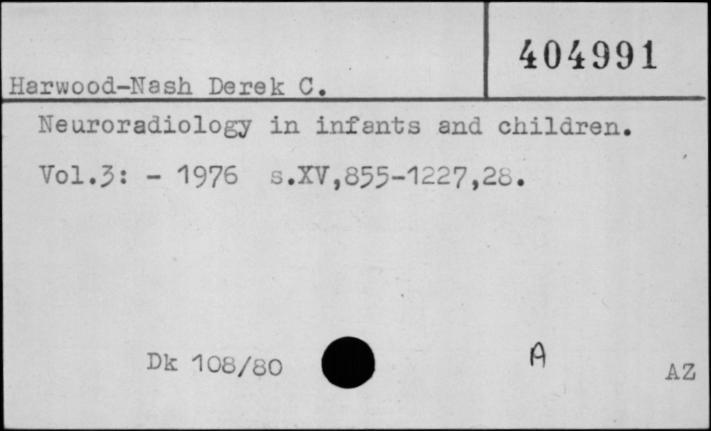 404991
Harwood-Nash Derek C.
Neuroradiology in infants and children.
Vol.3: - 1976 s.XV,855-1227,28.
Dk 108/80
A
AZ